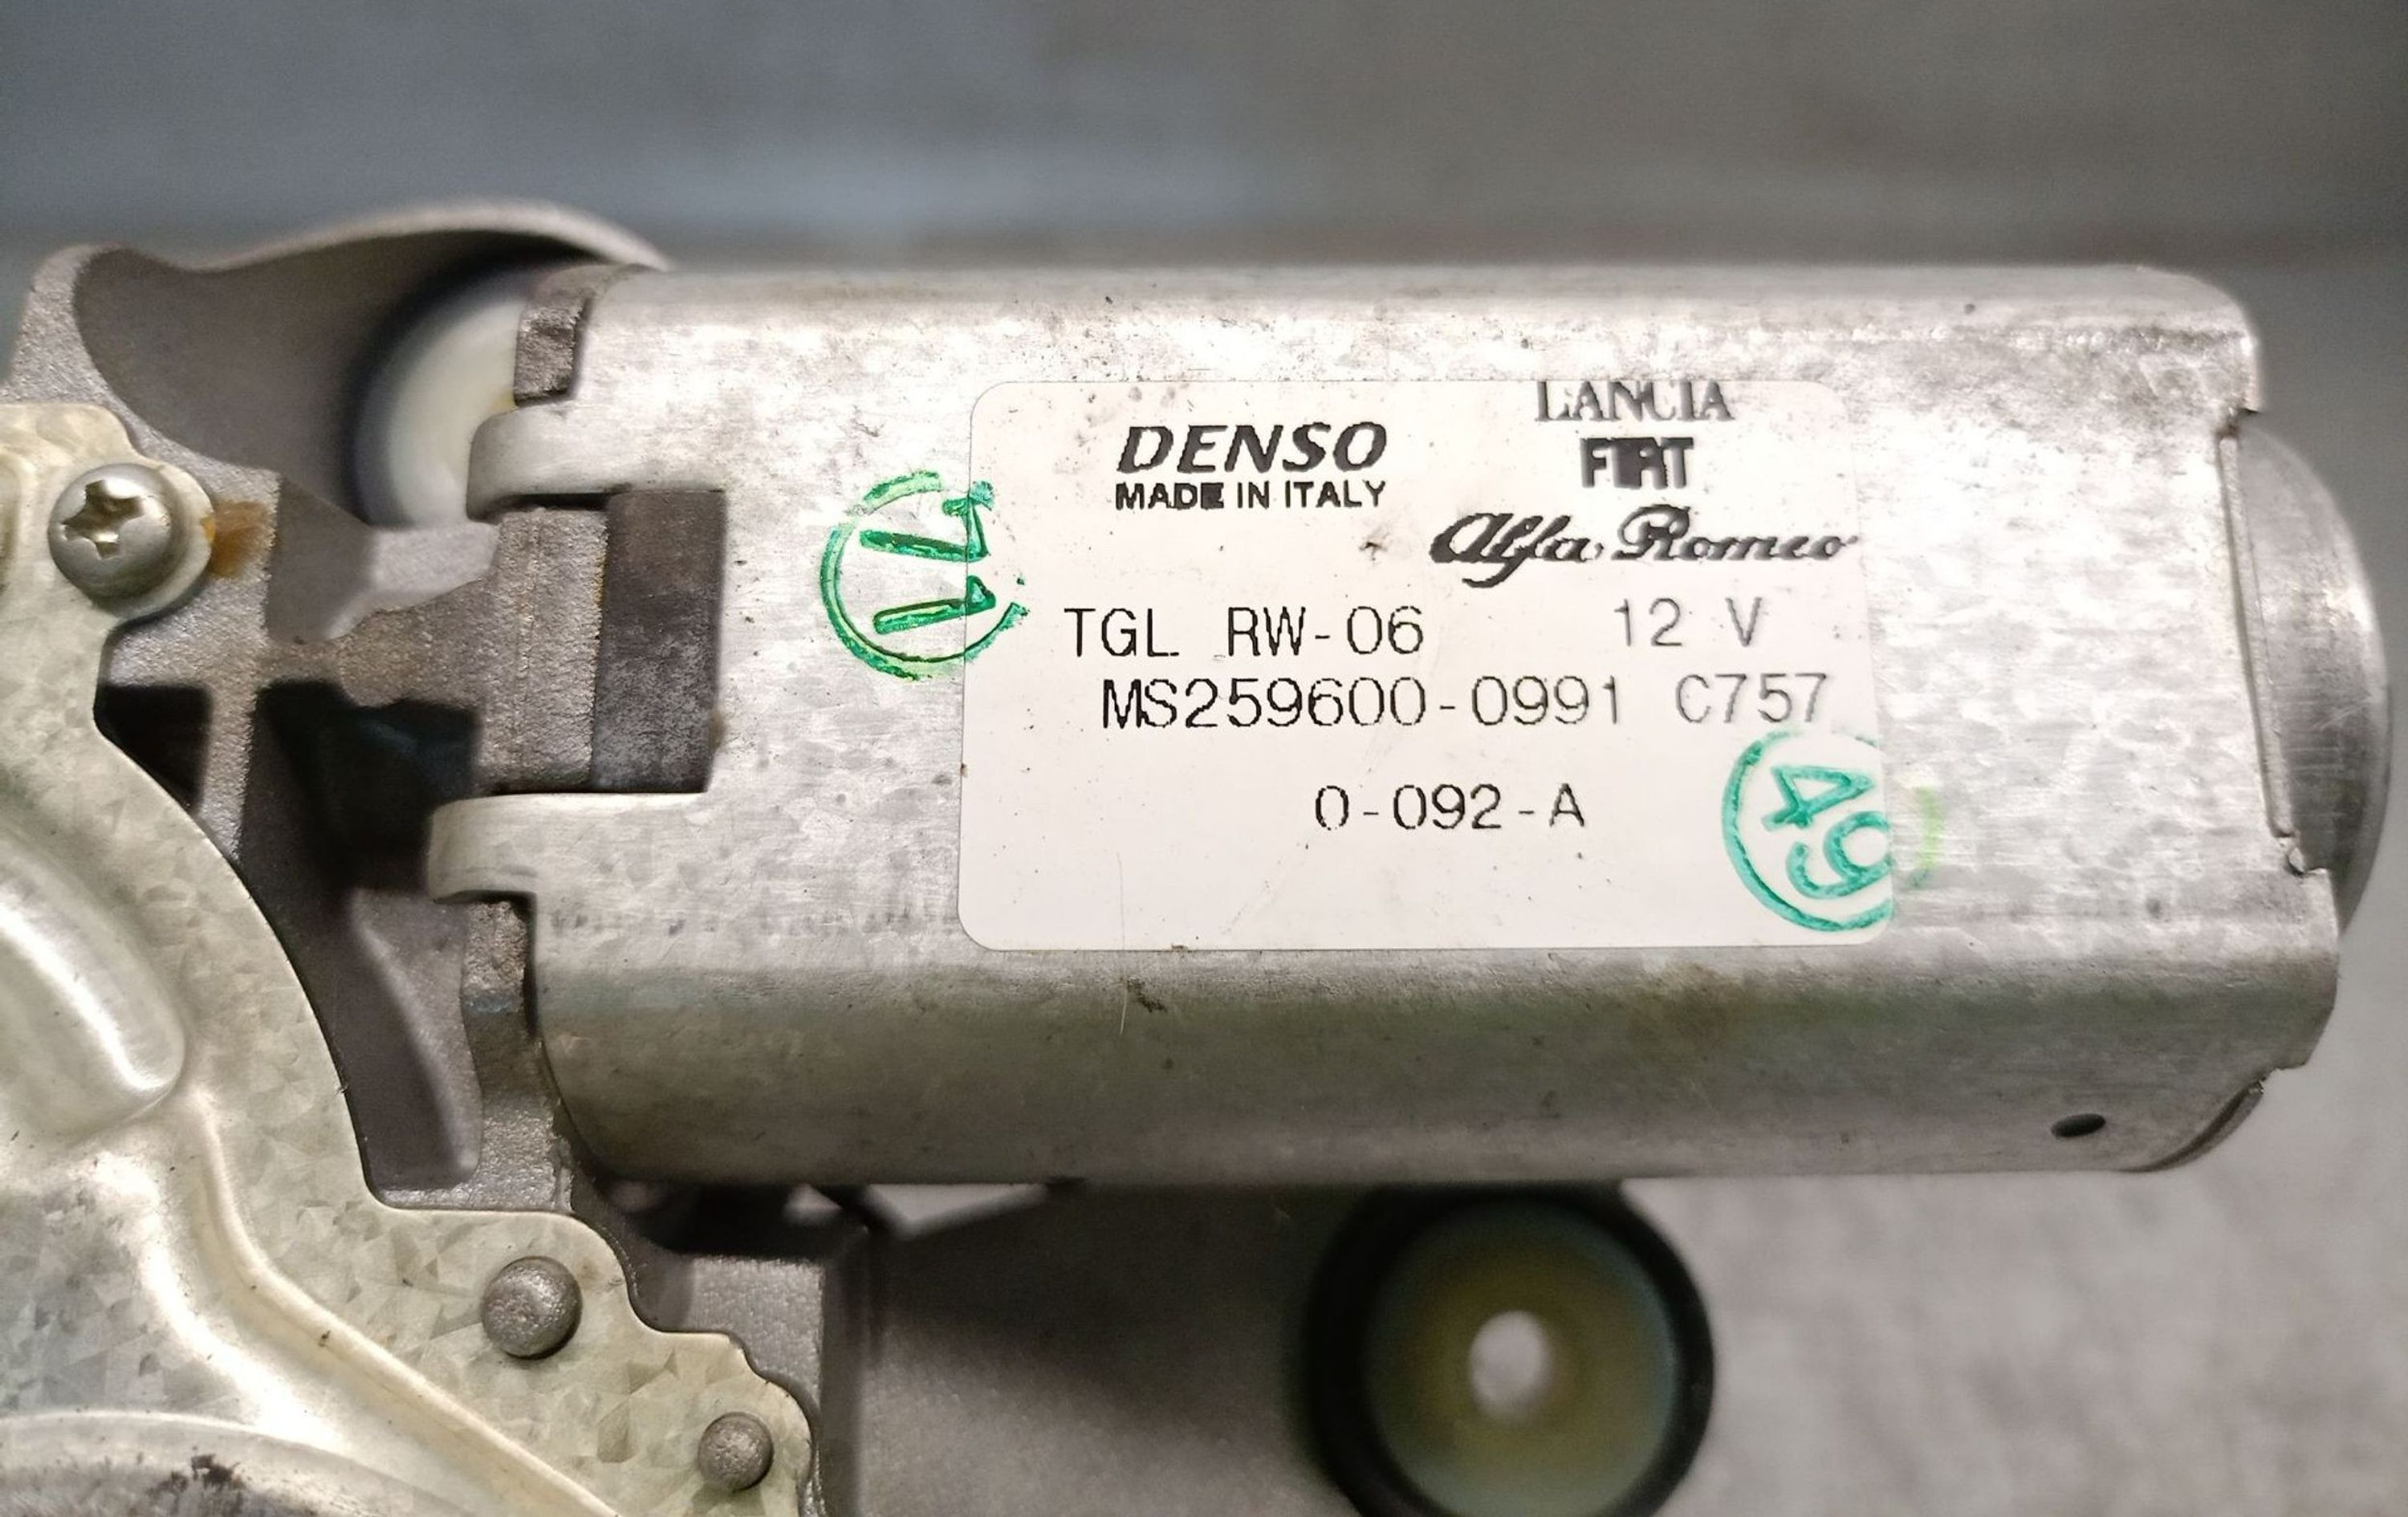 DENSO
MADE IN ITALY
LANCIA
FIAT
Alfa Romeo
TGL RW-06 12 V
MS259600-0991 C757
0-092-A
49